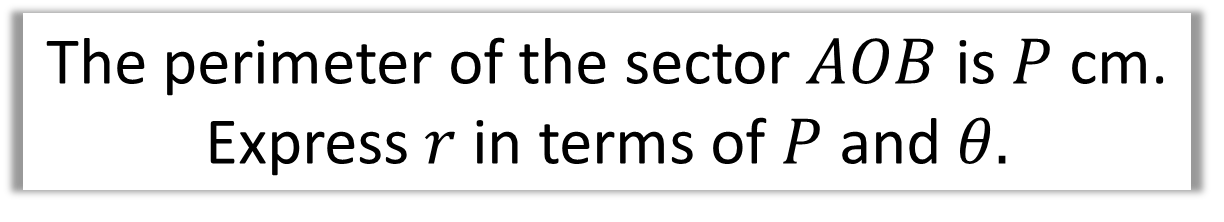 The perimeter of the sector AOB is P cm.
Express r in terms of P and θ.